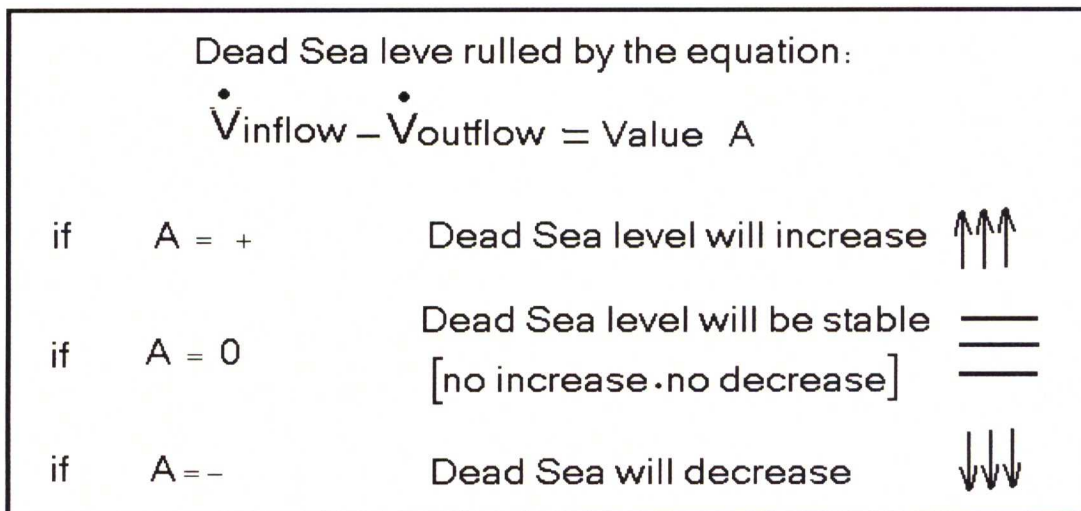 Dead Sea leve rulled by the equation:
V̇inflow – V̇outflow = Value A
if A = + Dead Sea level will increase
if A = 0 Dead Sea level will be stable
[no increase.no decrease]
if A = – Dead Sea will decrease